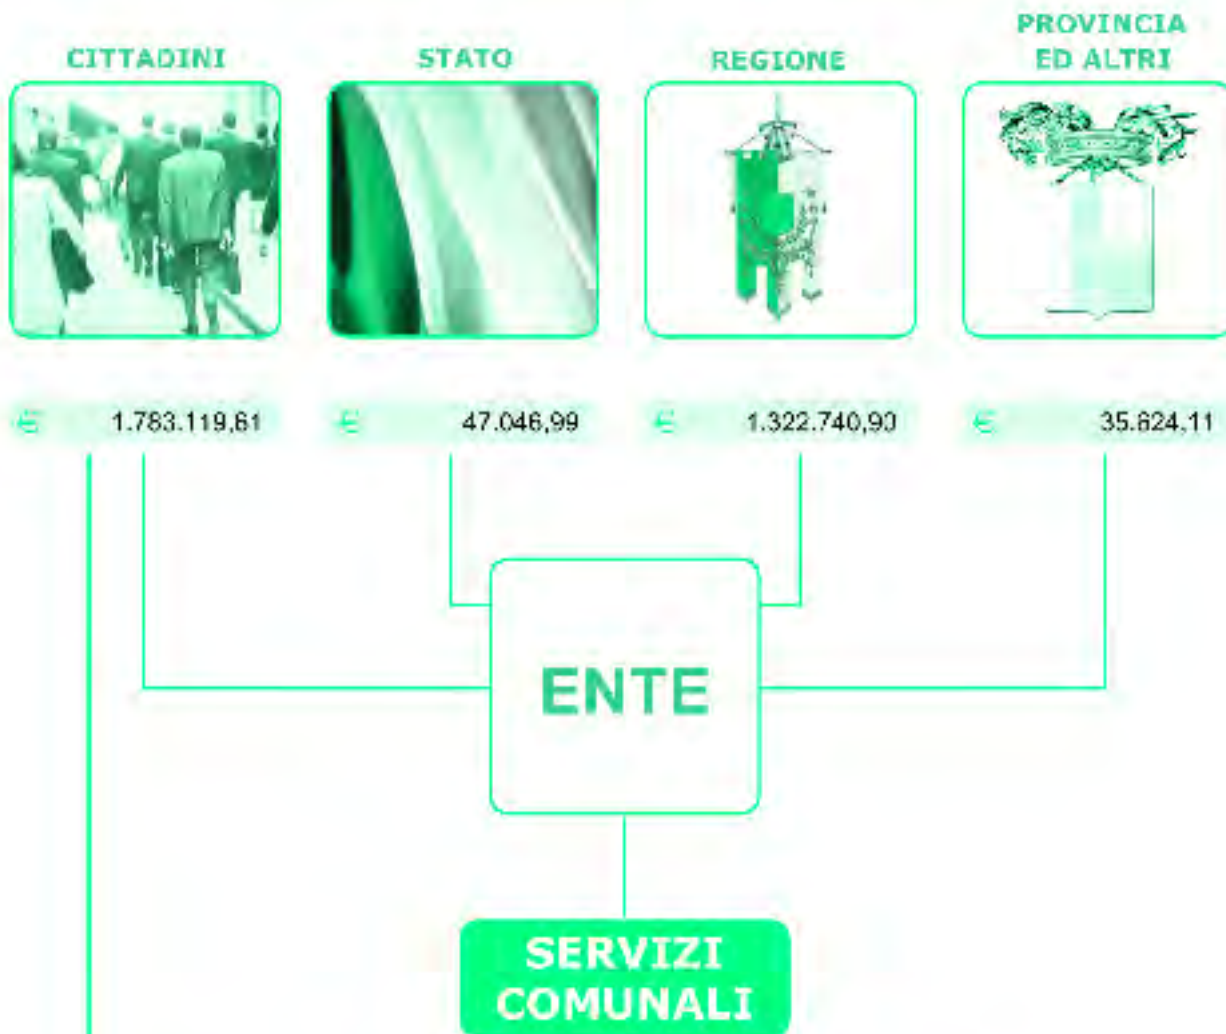 CITTADINI
STATO
REGIONE
PROVINCIA
ED ALTRI
€ 1.783.119,61
€ 47.046,99
€ 1.322.740,90
€ 35.624,11
ENTE
SERVIZI
COMUNALI